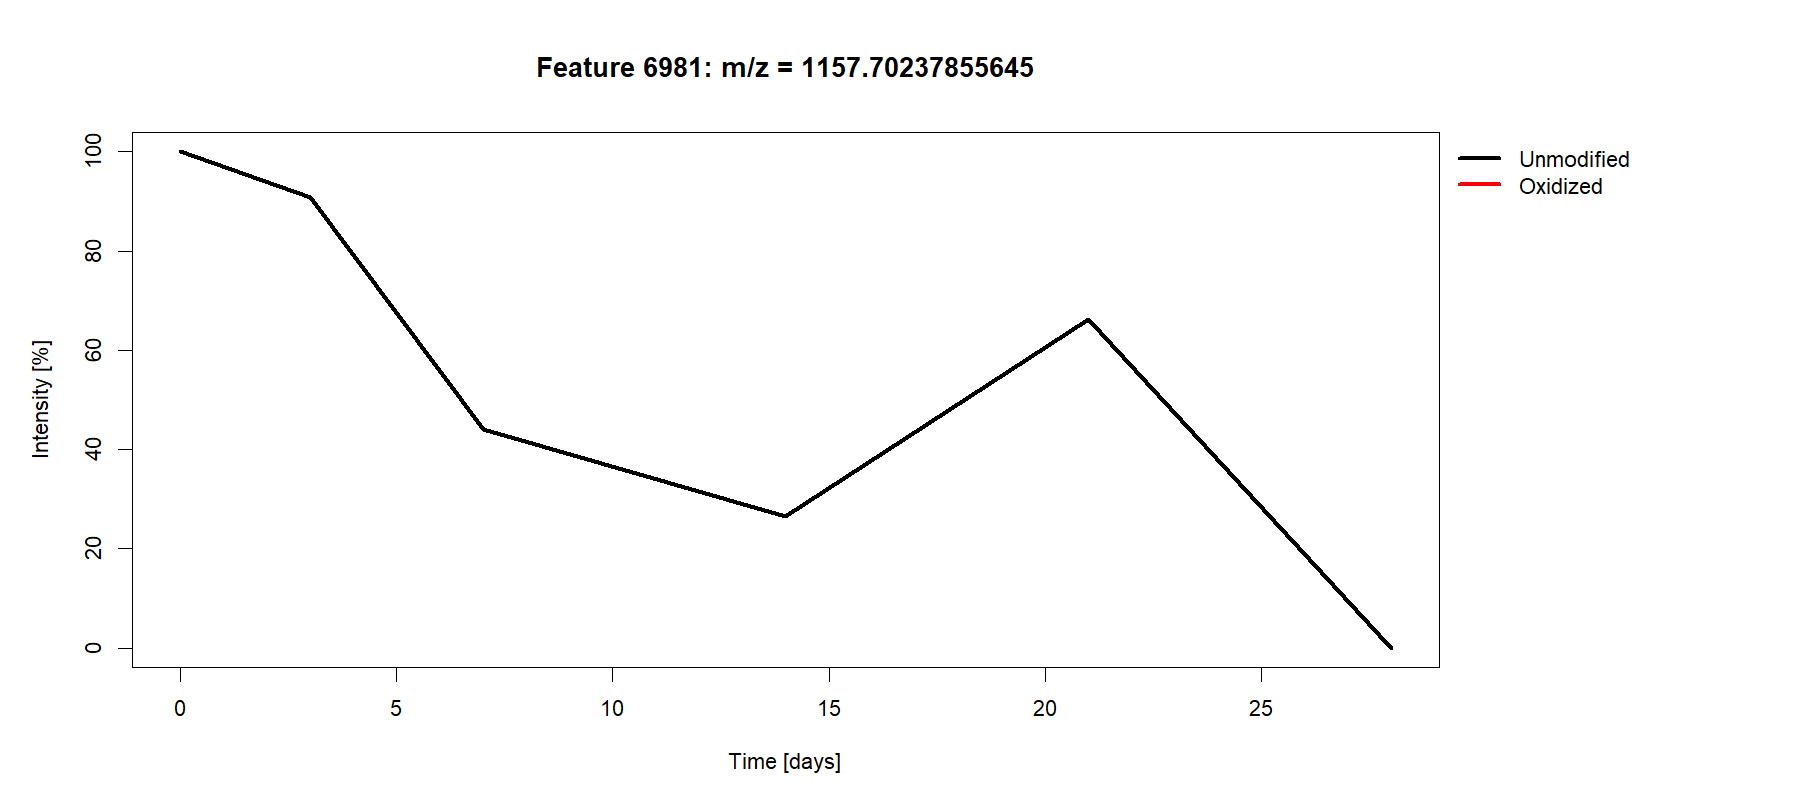 Feature 6981: m/z = 1157.70237855645
Unmodified
Oxidized
Intensity [%]
100
80
60
40
20
0
0 5 10 15 20 25
Time [days]